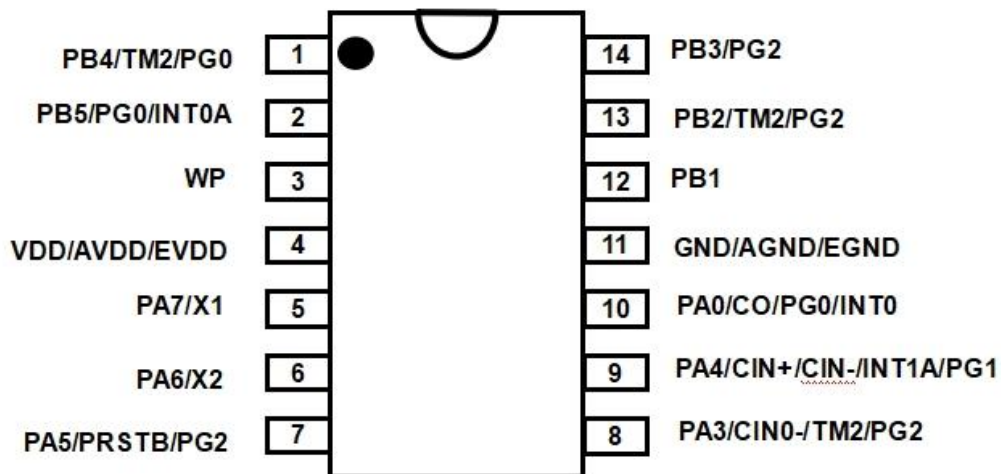 PB4/TM2/PG0 1 14 PB3/PG2
PB5/PG0/INT0A 2 13 PB2/TM2/PG2
WP 3 12 PB1
VDD/AVDD/EVDD 4 11 GND/AGND/EGND
PA7/X1 5 10 PA0/CO/PG0/INT0
PA6/X2 6 9 PA4/CIN+/CIN-/INT1A/PG1
PA5/PRSTB/PG2 7 8 PA3/CIN0-/TM2/PG2